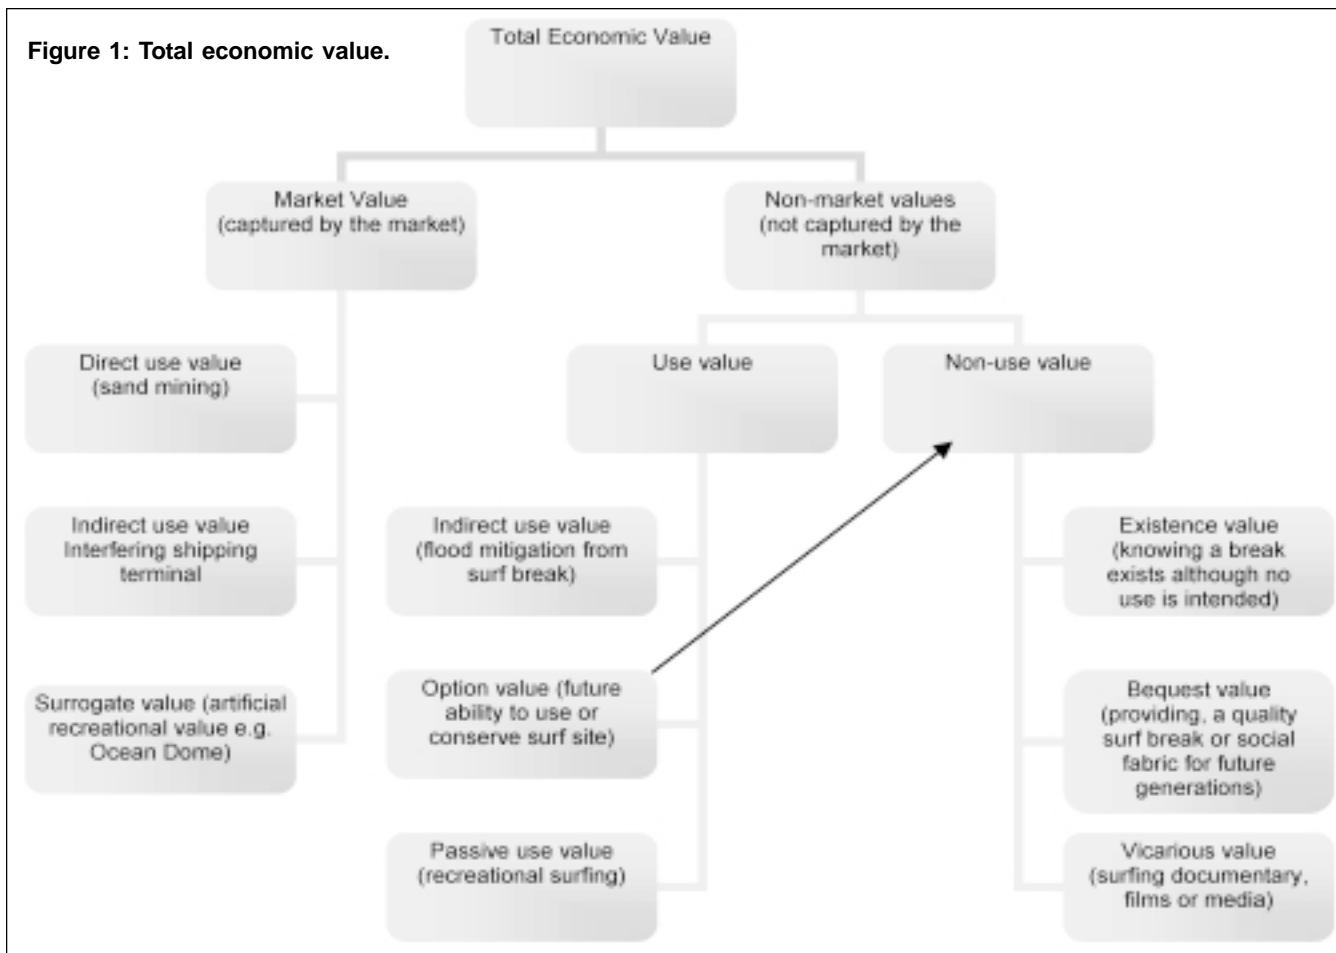 Figure 1: Total economic value.
Total Economic Value
Market Value
(captured by the market)
Non-market values
(not captured by the
market)
Direct use value
(sand mining)
Use value
Non-use value
Indirect use value
Interfering shipping
terminal
Indirect use value
(flood mitigation from
surf break)
Existence value
(knowing a break
exists although no
use is intended)
Surrogate value (artificial
recreational value e.g.
Ocean Dome)
Option value (future
ability to use or
conserve surf site)
Bequest value
(providing, a quality
surf break or social
fabric for future
generations)
Passive use value
(recreational surfing)
Vicarious value
(surfing documentary,
films or media)